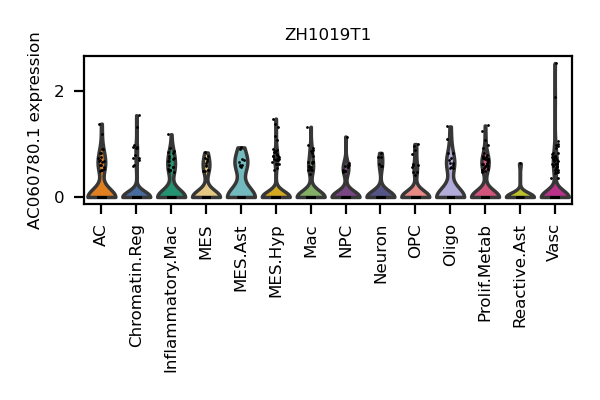 ZH1019T1
AC060780.1 expression
2
0
AC
Chromatin.Reg
Inflammatory.Mac
MES
MES.Ast
MES.Hyp
Mac
NPC
Neuron
OPC
Oligo
Prolif.Metab
Reactive.Ast
Vasc